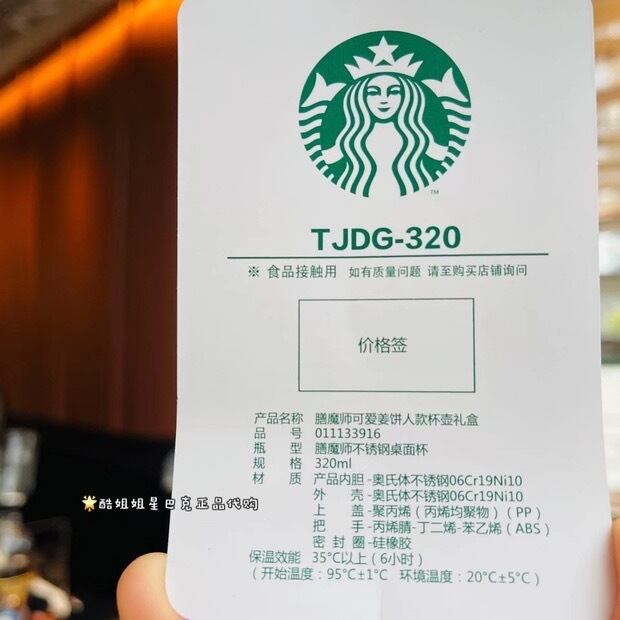 TM
TJDG-320
※ 食品接触用 如有质量问题 请至购买店铺询问
价格签
产品名称 膳魔师可爱姜饼人款杯壶礼盒
品号 011133916
瓶型 膳魔师不锈钢桌面杯
规格 320ml
材质 产品内胆-奥氏体不锈钢06Cr19Ni10
外壳-奥氏体不锈钢06Cr19Ni10
上盖-聚丙烯（丙烯均聚物）（PP）
把手-丙烯腈-丁二烯-苯乙烯（ABS）
密封圈-硅橡胶
保温效能 35°C以上（6小时）
（开始温度：95°C±1°C 环境温度：20°C±5°C）
🌟酷姐姐星巴克正品代购